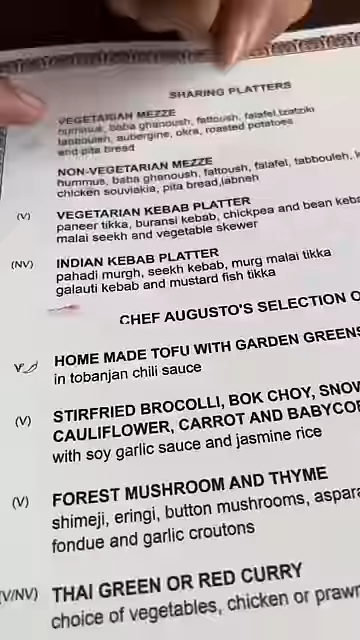 SHARING PLATTERS
VEGETARIAN MEZZE
hummus, baba ghanoush, fattoush, falafel,tzatziki
tabbouleh, aubergine, okra, roasted potatoes
and pita bread
NON-VEGETARIAN MEZZE
hummus, baba ghanoush, fattoush, falafel, tabbouleh,
chicken souvlakia, pita bread,labneh
(V) VEGETARIAN KEBAB PLATTER
paneer tikka, buransi kebab, chickpea and bean keba
malai seekh and vegetable skewer
(NV) INDIAN KEBAB PLATTER
pahadi murgh, seekh kebab, murg malai tikka
galauti kebab and mustard fish tikka
CHEF AUGUSTO'S SELECTION O
V HOME MADE TOFU WITH GARDEN GREENS
in tobanjan chili sauce
(V) STIRFRIED BROCOLLI, BOK CHOY, SNOW
CAULIFLOWER, CARROT AND BABYCO
with soy garlic sauce and jasmine rice
(V) FOREST MUSHROOM AND THYME
shimeji, eringi, button mushrooms, aspara
fondue and garlic croutons
(V/NV) THAI GREEN OR RED CURRY
choice of vegetables, chicken or prawn